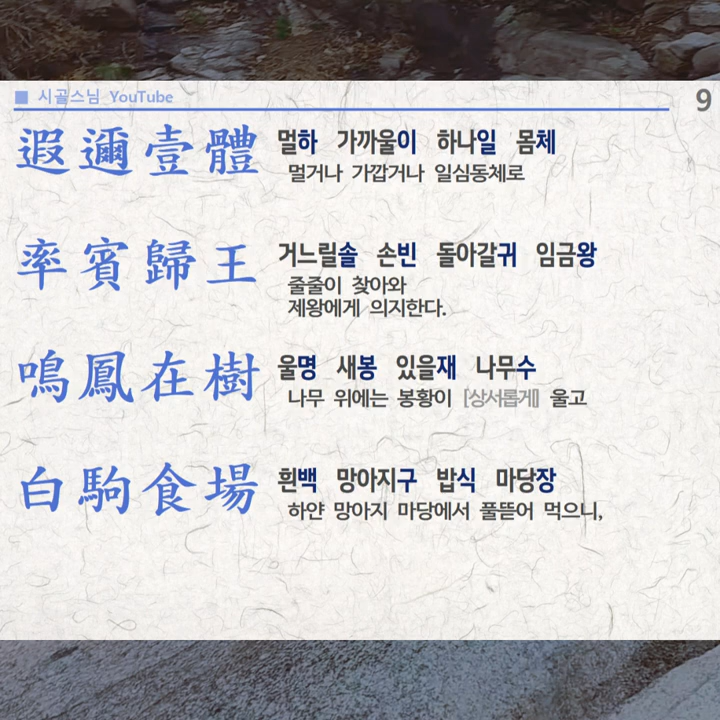 ■ 시골스님 YouTube
9
遐邇壹體 멀하 가까울이 하나일 몸체
멀거나 가깝거나 일심동체로
率賓歸王 거느릴솔 손빈 돌아갈귀 임금왕
줄줄이 찾아와
제왕에게 의지한다.
鳴鳳在樹 울명 새봉 있을재 나무수
나무 위에는 봉황이 [상서롭게] 울고
白駒食場 흰백 망아지구 밥식 마당장
하얀 망아지 마당에서 풀뜯어 먹으니,